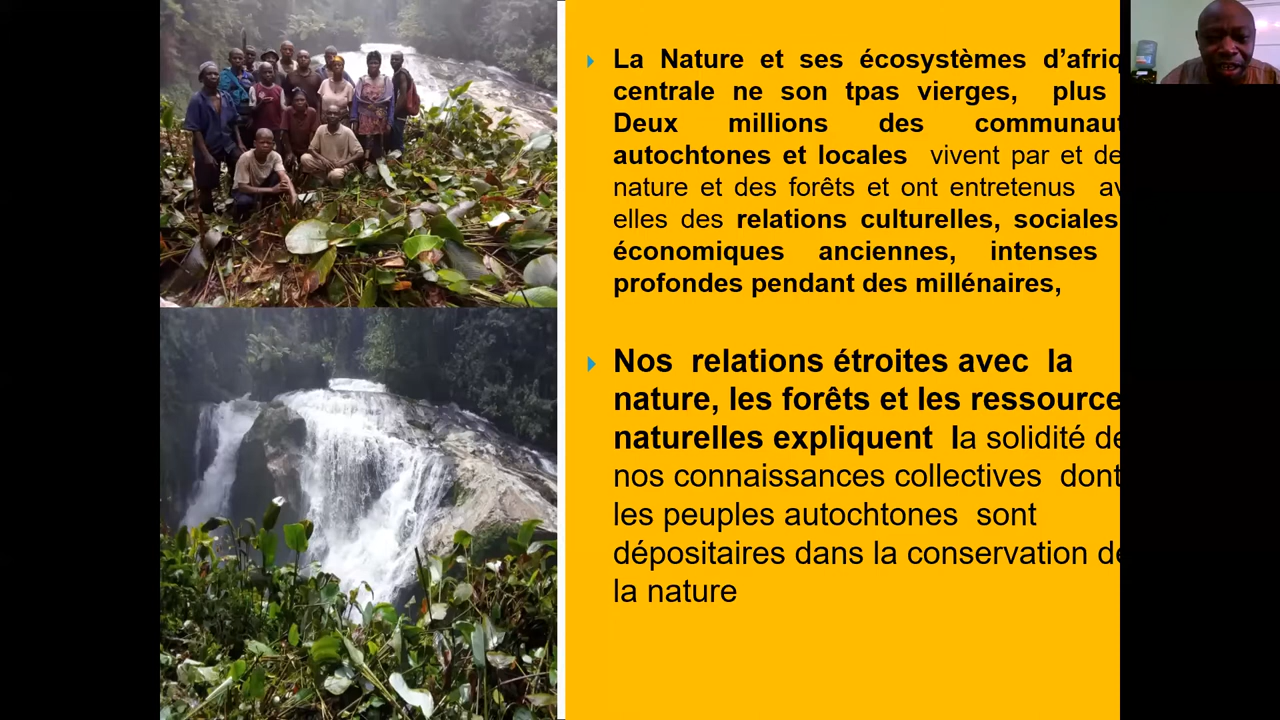 La Nature et ses écosystèmes d’afriq
centrale ne son tpas vierges, plus
Deux millions des communaut
autochtones et locales vivent par et de
nature et des forêts et ont entretenus av
elles des relations culturelles, sociales
économiques anciennes, intenses
profondes pendant des millénaires,
Nos relations étroites avec la
nature, les forêts et les ressource
naturelles expliquent la solidité de
nos connaissances collectives dont
les peuples autochtones sont
dépositaires dans la conservation de
la nature